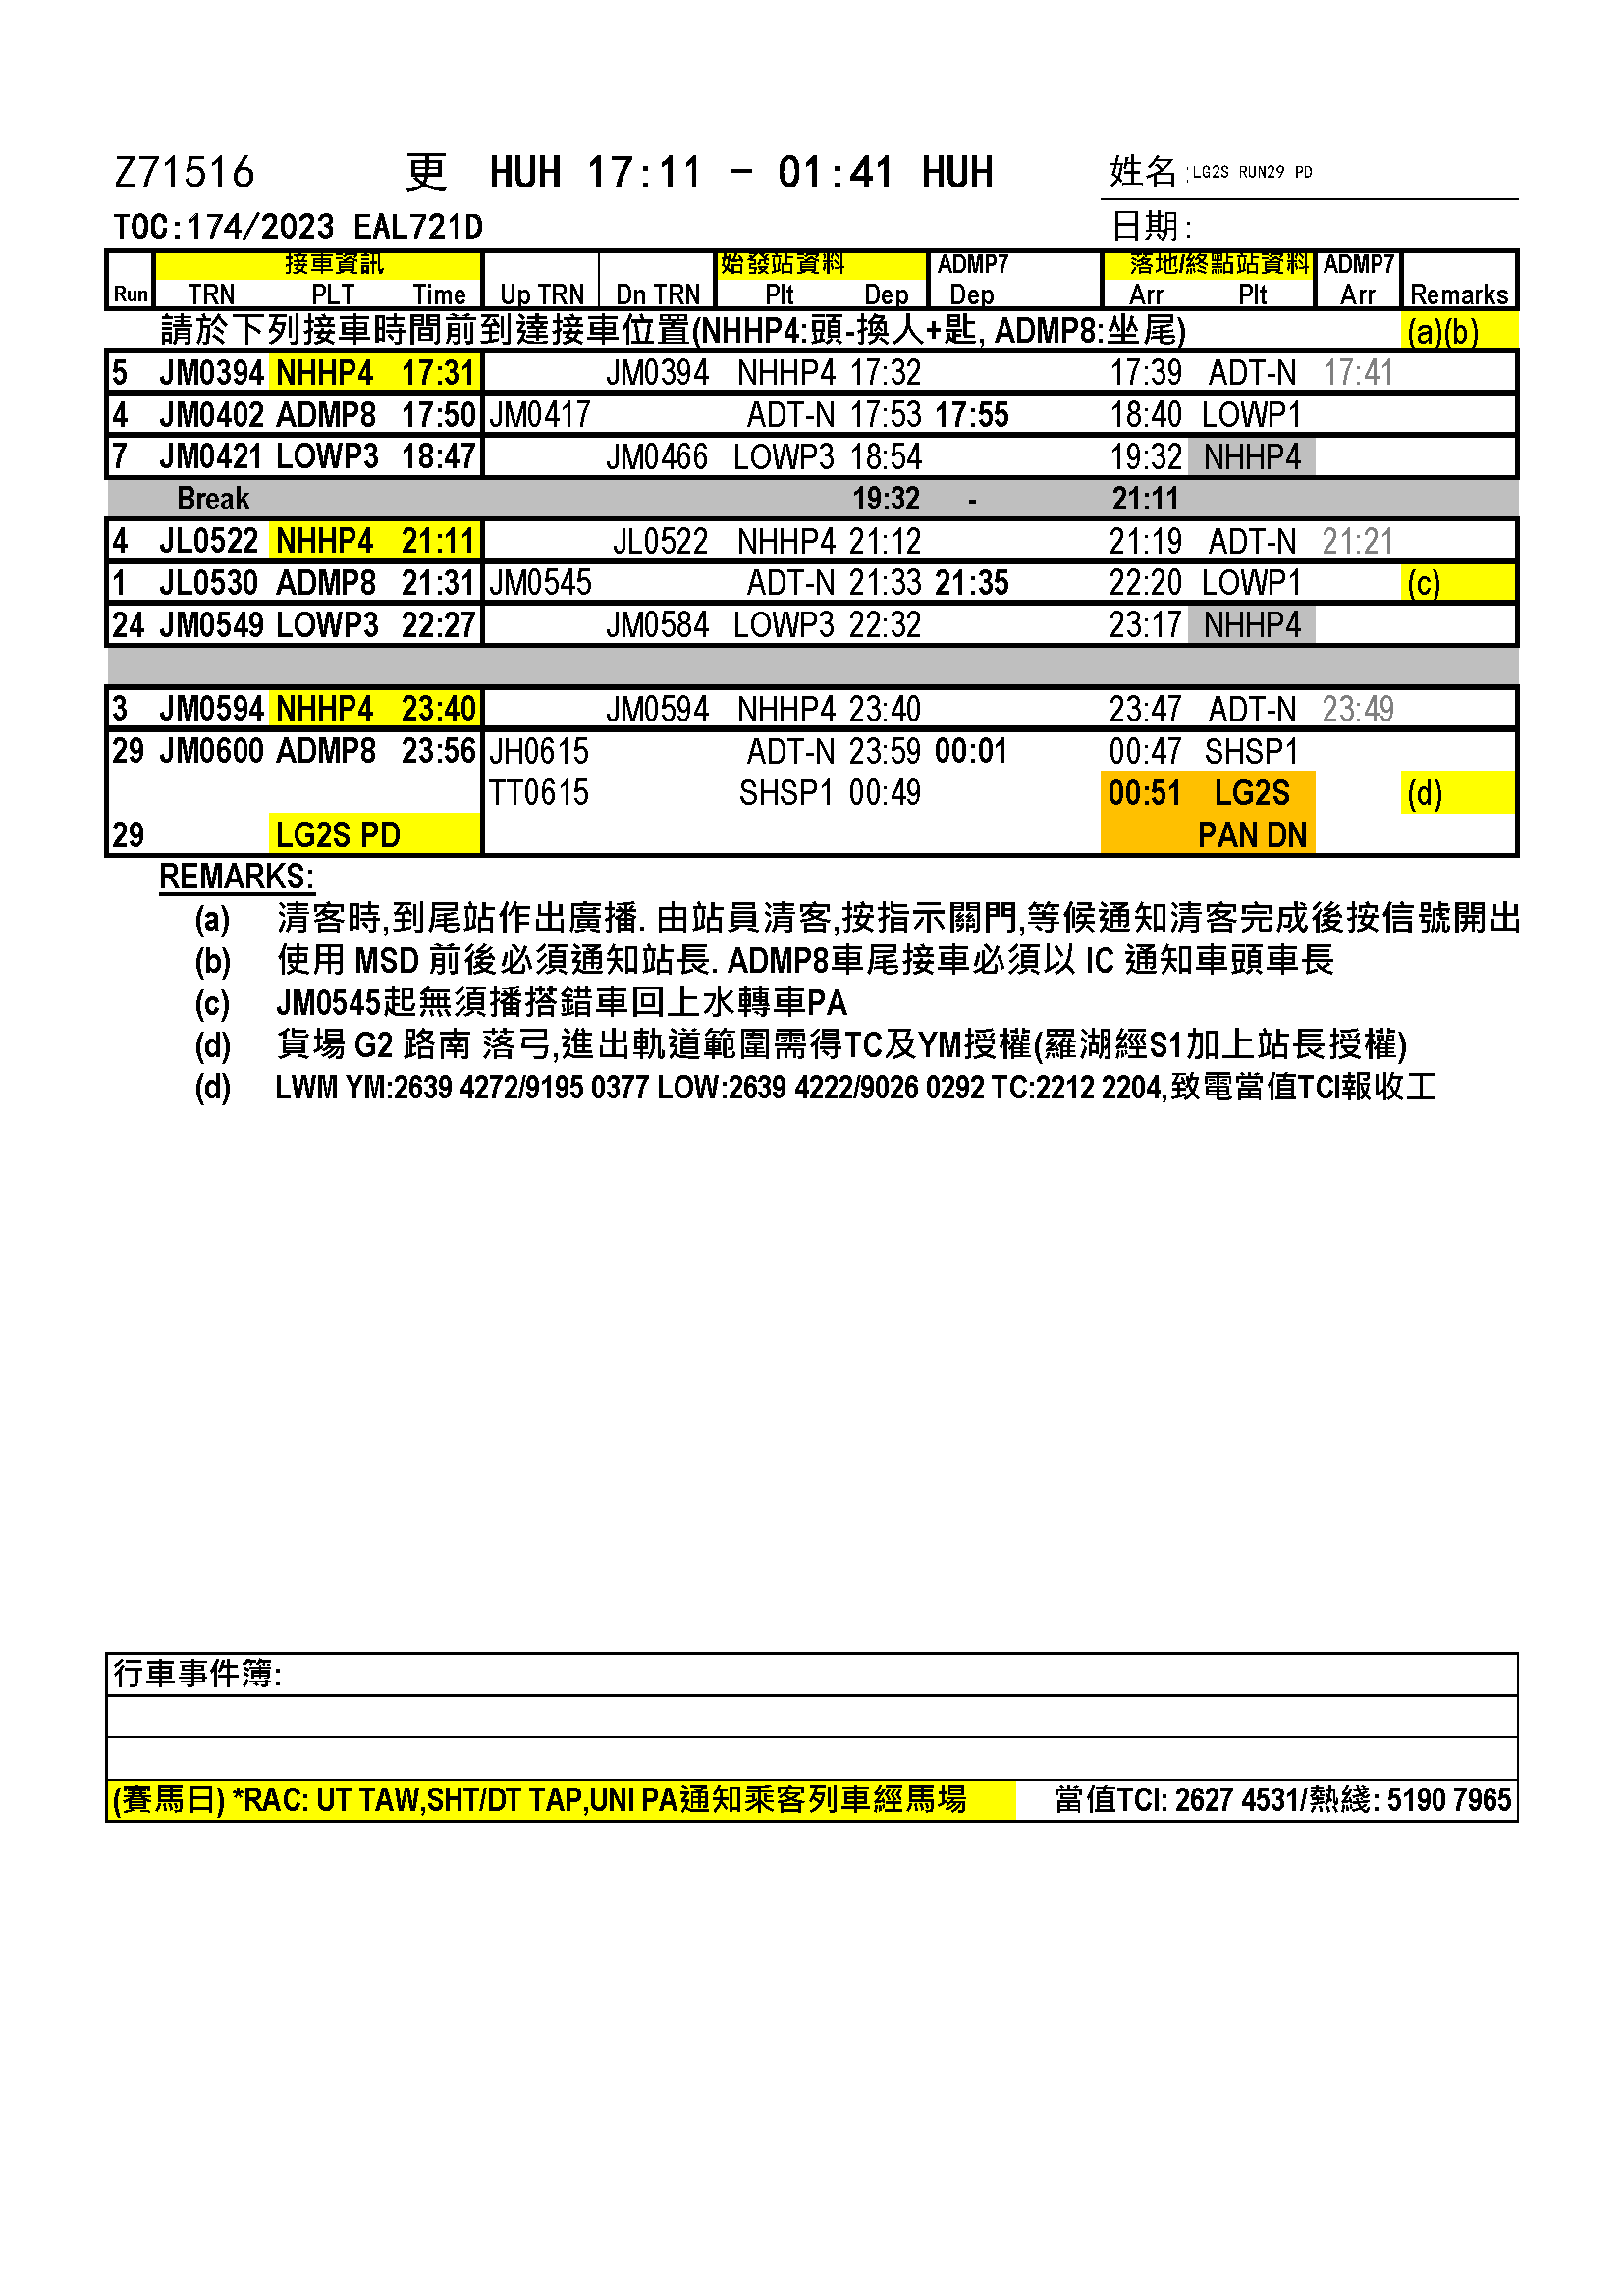 Z71516 更 HUH 17:11 - 01:41 HUH 姓名:LG2S RUN29 PD
TOC:174/2023 EAL721D 日期:
接車資訊 始發站資料 ADMP7 落地/終點站資料 ADMP7
Run TRN PLT Time Up TRN Dn TRN Plt Dep Dep Arr Plt Arr Remarks
請於下列接車時間前到達接車位置(NHHP4:頭-換人+匙, ADMP8:坐尾) (a)(b)
5 JM0394 NHHP4 17:31 JM0394 NHHP4 17:32 17:39 ADT-N 17:41
4 JM0402 ADMP8 17:50 JM0417 ADT-N 17:53 17:55 18:40 LOWP1
7 JM0421 LOWP3 18:47 JM0466 LOWP3 18:54 19:32 NHHP4
Break 19:32 - 21:11
4 JL0522 NHHP4 21:11 JL0522 NHHP4 21:12 21:19 ADT-N 21:21
1 JL0530 ADMP8 21:31 JM0545 ADT-N 21:33 21:35 22:20 LOWP1 (c)
24 JM0549 LOWP3 22:27 JM0584 LOWP3 22:32 23:17 NHHP4
3 JM0594 NHHP4 23:40 JM0594 NHHP4 23:40 23:47 ADT-N 23:49
29 JM0600 ADMP8 23:56 JH0615 ADT-N 23:59 00:01 00:47 SHSP1
TT0615 SHSP1 00:49 00:51 LG2S (d)
29 LG2S PD PAN DN
REMARKS:
(a) 清客時,到尾站作出廣播. 由站員清客,按指示關門,等候通知清客完成後按信號開出
(b) 使用 MSD 前後必須通知站長. ADMP8車尾接車必須以 IC 通知車頭車長
(c) JM0545起無須播搭錯車回上水轉車PA
(d) 貨場 G2 路南 落弓,進出軌道範圍需得TC及YM授權(羅湖經S1加上站長授權)
(d) LWM YM:2639 4272/9195 0377 LOW:2639 4222/9026 0292 TC:2212 2204,致電當值TCI報收工
行車事件簿:
(賽馬日) *RAC: UT TAW,SHT/DT TAP,UNI PA通知乘客列車經馬場 當值TCI: 2627 4531/熱綫: 5190 7965